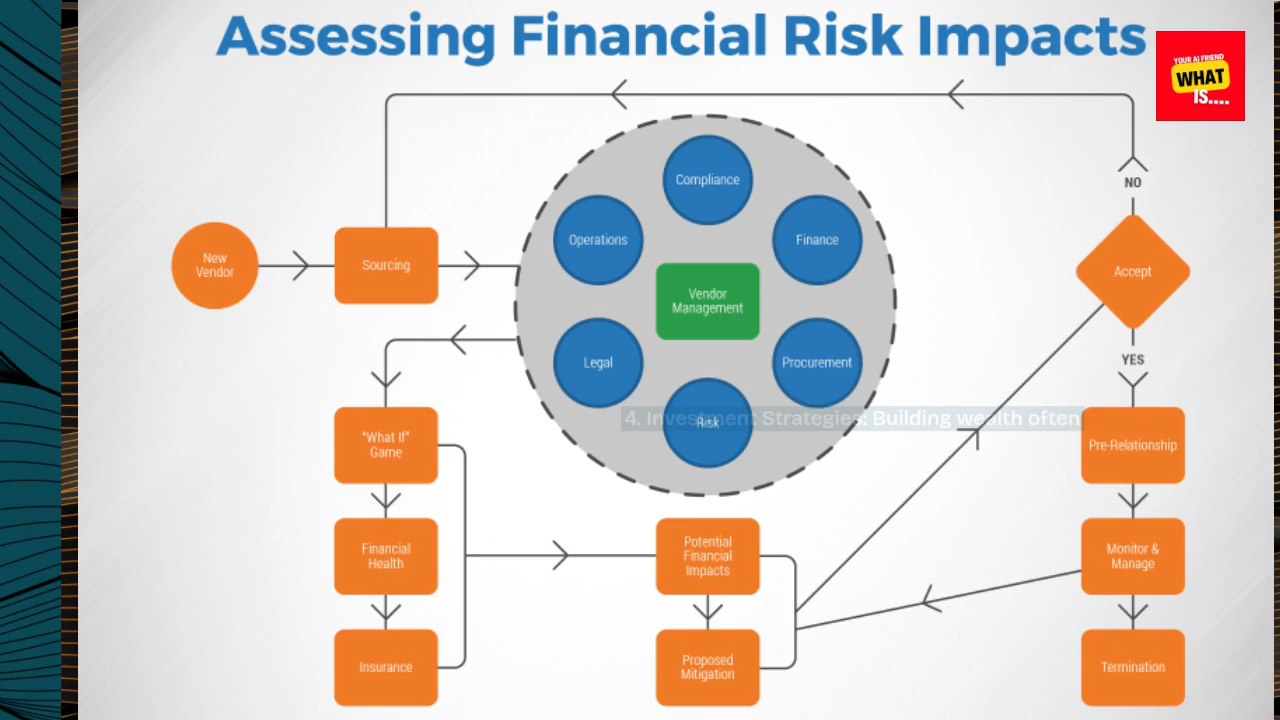 Assessing Financial Risk Impacts
YOUR AI FRIEND
WHAT
IS....
NO
Compliance
Operations
Finance
New
Vendor
Sourcing
Accept
Vendor
Management
YES
Legal
Procurement
Risk
4. Investment Strategies: Building wealth often
"What If"
Game
Pre-Relationship
Financial
Health
Potential
Financial
Impacts
Monitor &
Manage
Insurance
Proposed
Mitigation
Termination